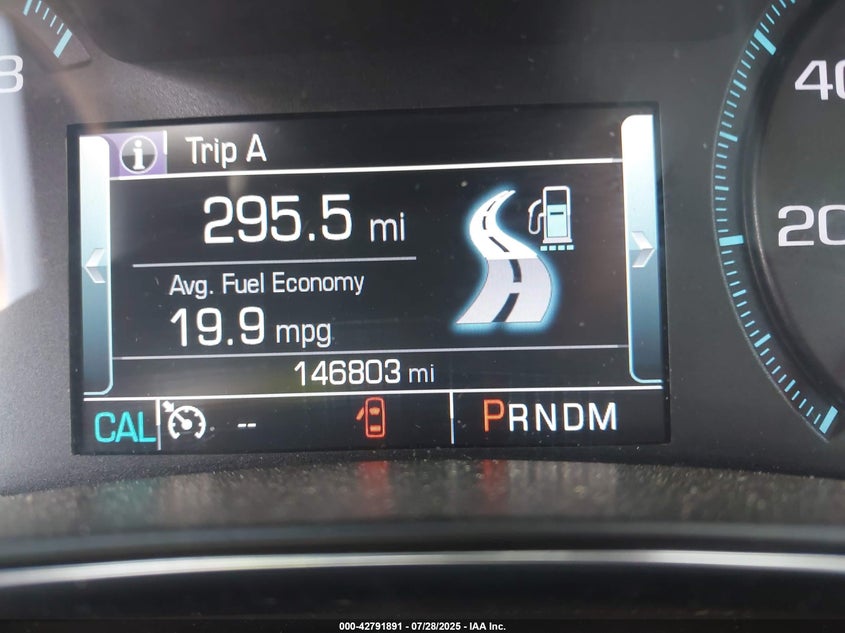 8
40
20
Trip A
295.5 mi
Avg. Fuel Economy
19.9 mpg
146803 mi
CAL -- PRNDM
000-42791891 - 07/28/2025 - IAA Inc.